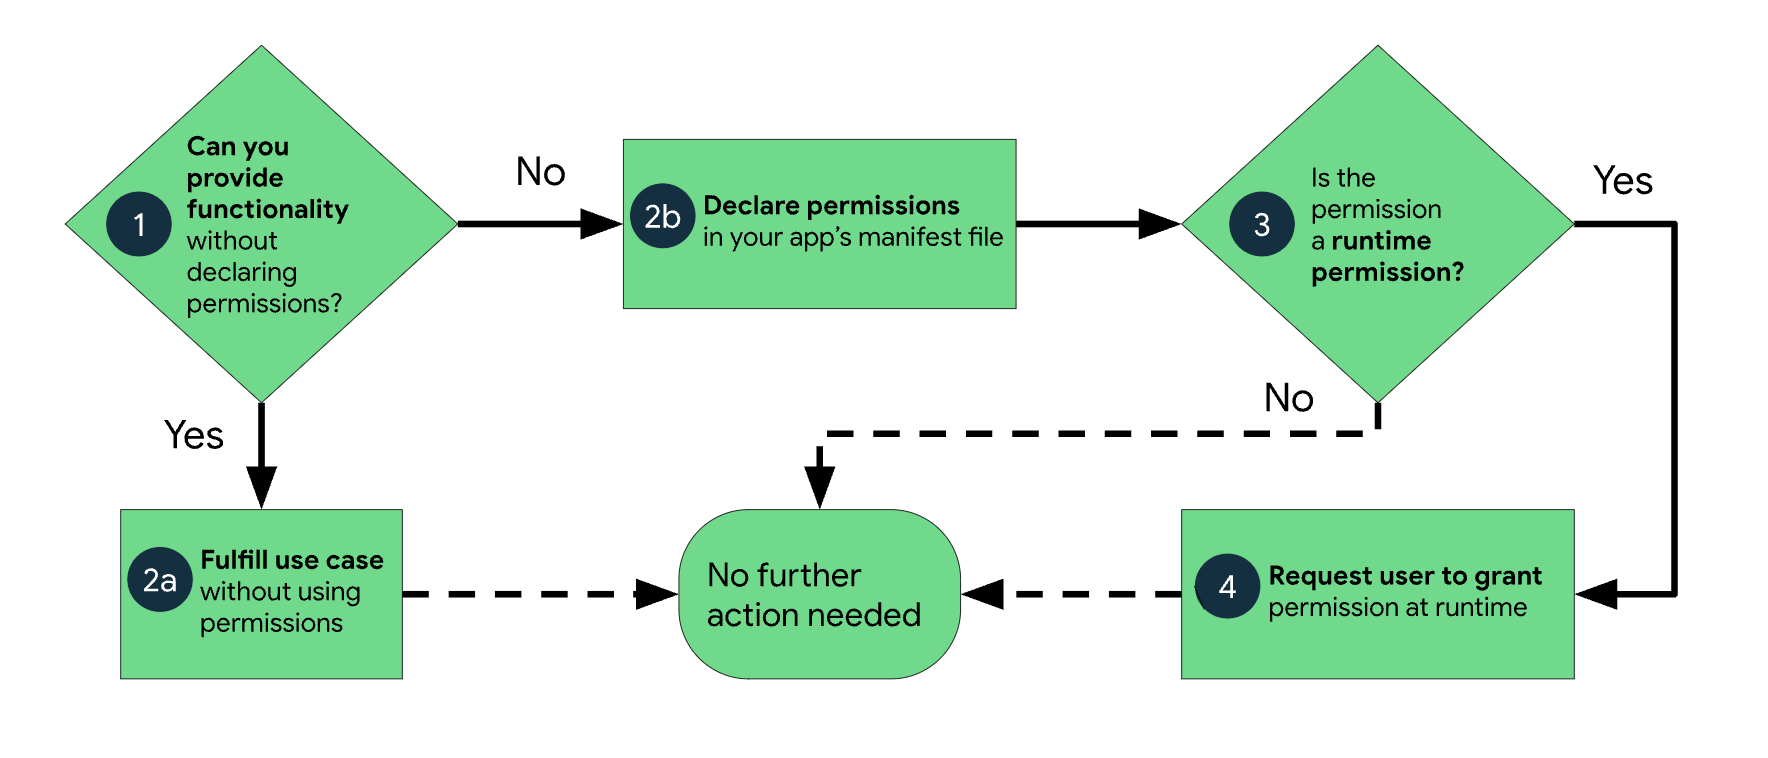 1
Can you
provide
functionality
without
declaring
permissions?
No
2b
Declare permissions
in your app's manifest file
3
Is the
permission
a runtime
permission?
Yes
No
Yes
2a
Fulfill use case
without using
permissions
No further
action needed
4
Request user to grant
permission at runtime